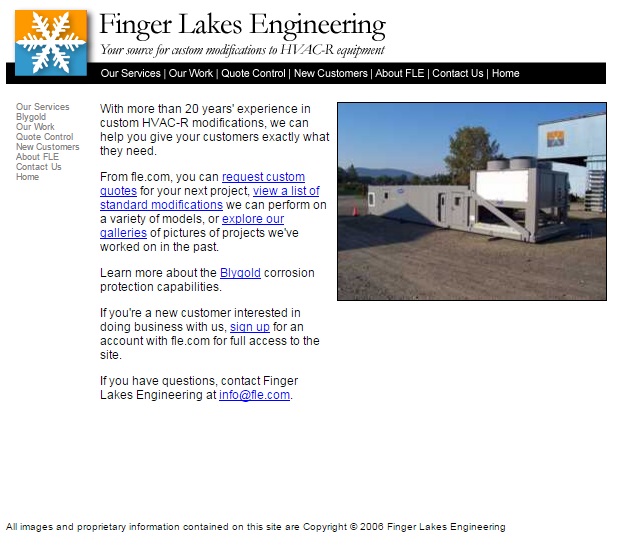 Finger Lakes Engineering
Your source for custom modifications to HVAC-R equipment
Our Services | Our Work | Quote Control | New Customers | About FLE | Contact Us | Home
Our Services
Blygold
Our Work
Quote Control
New Customers
About FLE
Contact Us
Home
With more than 20 years' experience in
custom HVAC-R modifications, we can
help you give your customers exactly what
they need.
From fle.com, you can request custom
quotes for your next project, view a list of
standard modifications we can perform on
a variety of models, or explore our
galleries of pictures of projects we've
worked on in the past.
Learn more about the Blygold corrosion
protection capabilities.
If you're a new customer interested in
doing business with us, sign up for an
account with fle.com for full access to the
site.
If you have questions, contact Finger
Lakes Engineering at info@fle.com.
All images and proprietary information contained on this site are Copyright © 2006 Finger Lakes Engineering